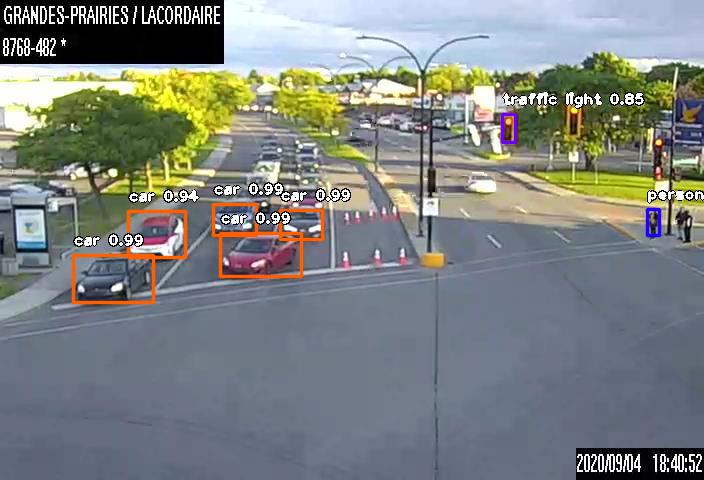 GRANDES-PRAIRIES / LACORDAIRE
8768-482 *
traffic light 0.85
car 0.94
car 0.99
car 0.99
car 0.99
car 0.99
person
2020/09/04 18:40:52